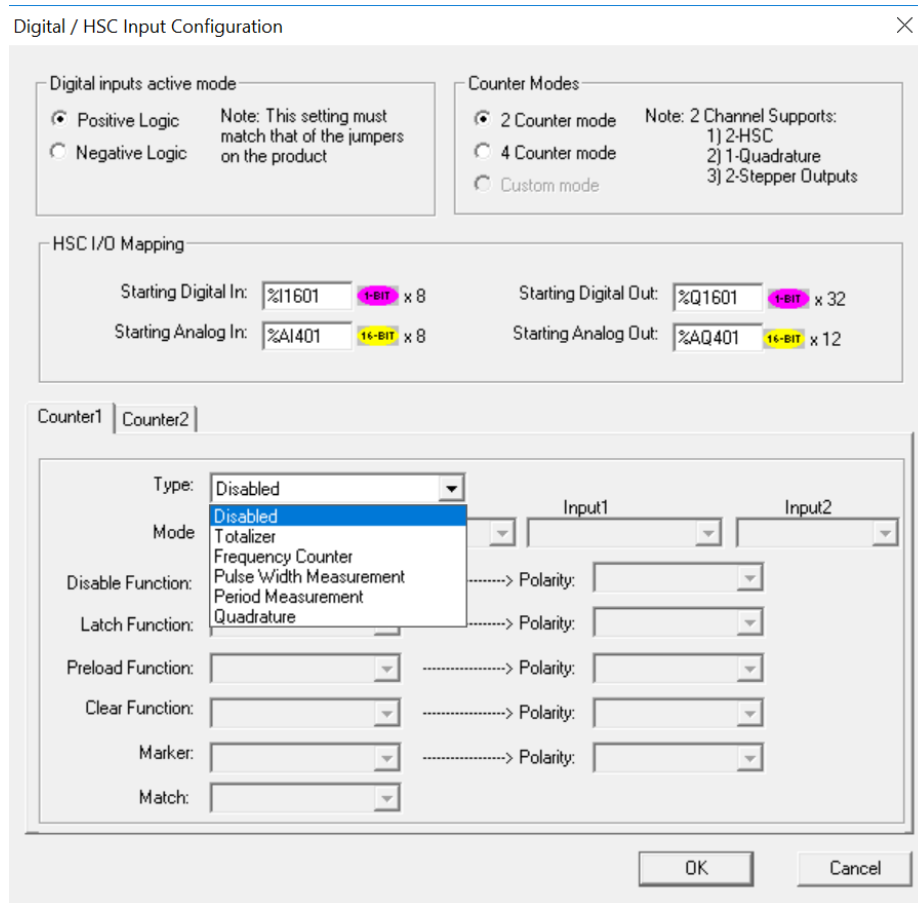 Digital / HSC Input Configuration
Digital inputs active mode
Positive Logic
Negative Logic
Note: This setting must
match that of the jumpers
on the product
Counter Modes
2 Counter mode
4 Counter mode
Custom mode
Note: 2 Channel Supports:
1) 2-HSC
2) 1-Quadrature
3) 2-Stepper Outputs
HSC I/O Mapping
Starting Digital In: %I1601 1-BIT x 8
Starting Digital Out: %Q1601 1-BIT x 32
Starting Analog In: %AI401 16-BIT x 8
Starting Analog Out: %AQ401 16-BIT x 12
Counter1 Counter2
Type: Disabled
Disabled
Totalizer
Frequency Counter
Pulse Width Measurement
Period Measurement
Quadrature
Input1 Input2
Mode
Disable Function: --------> Polarity:
Latch Function: --------> Polarity:
Preload Function: -----------------> Polarity:
Clear Function: -----------------> Polarity:
Marker: -----------------> Polarity:
Match:
OK Cancel